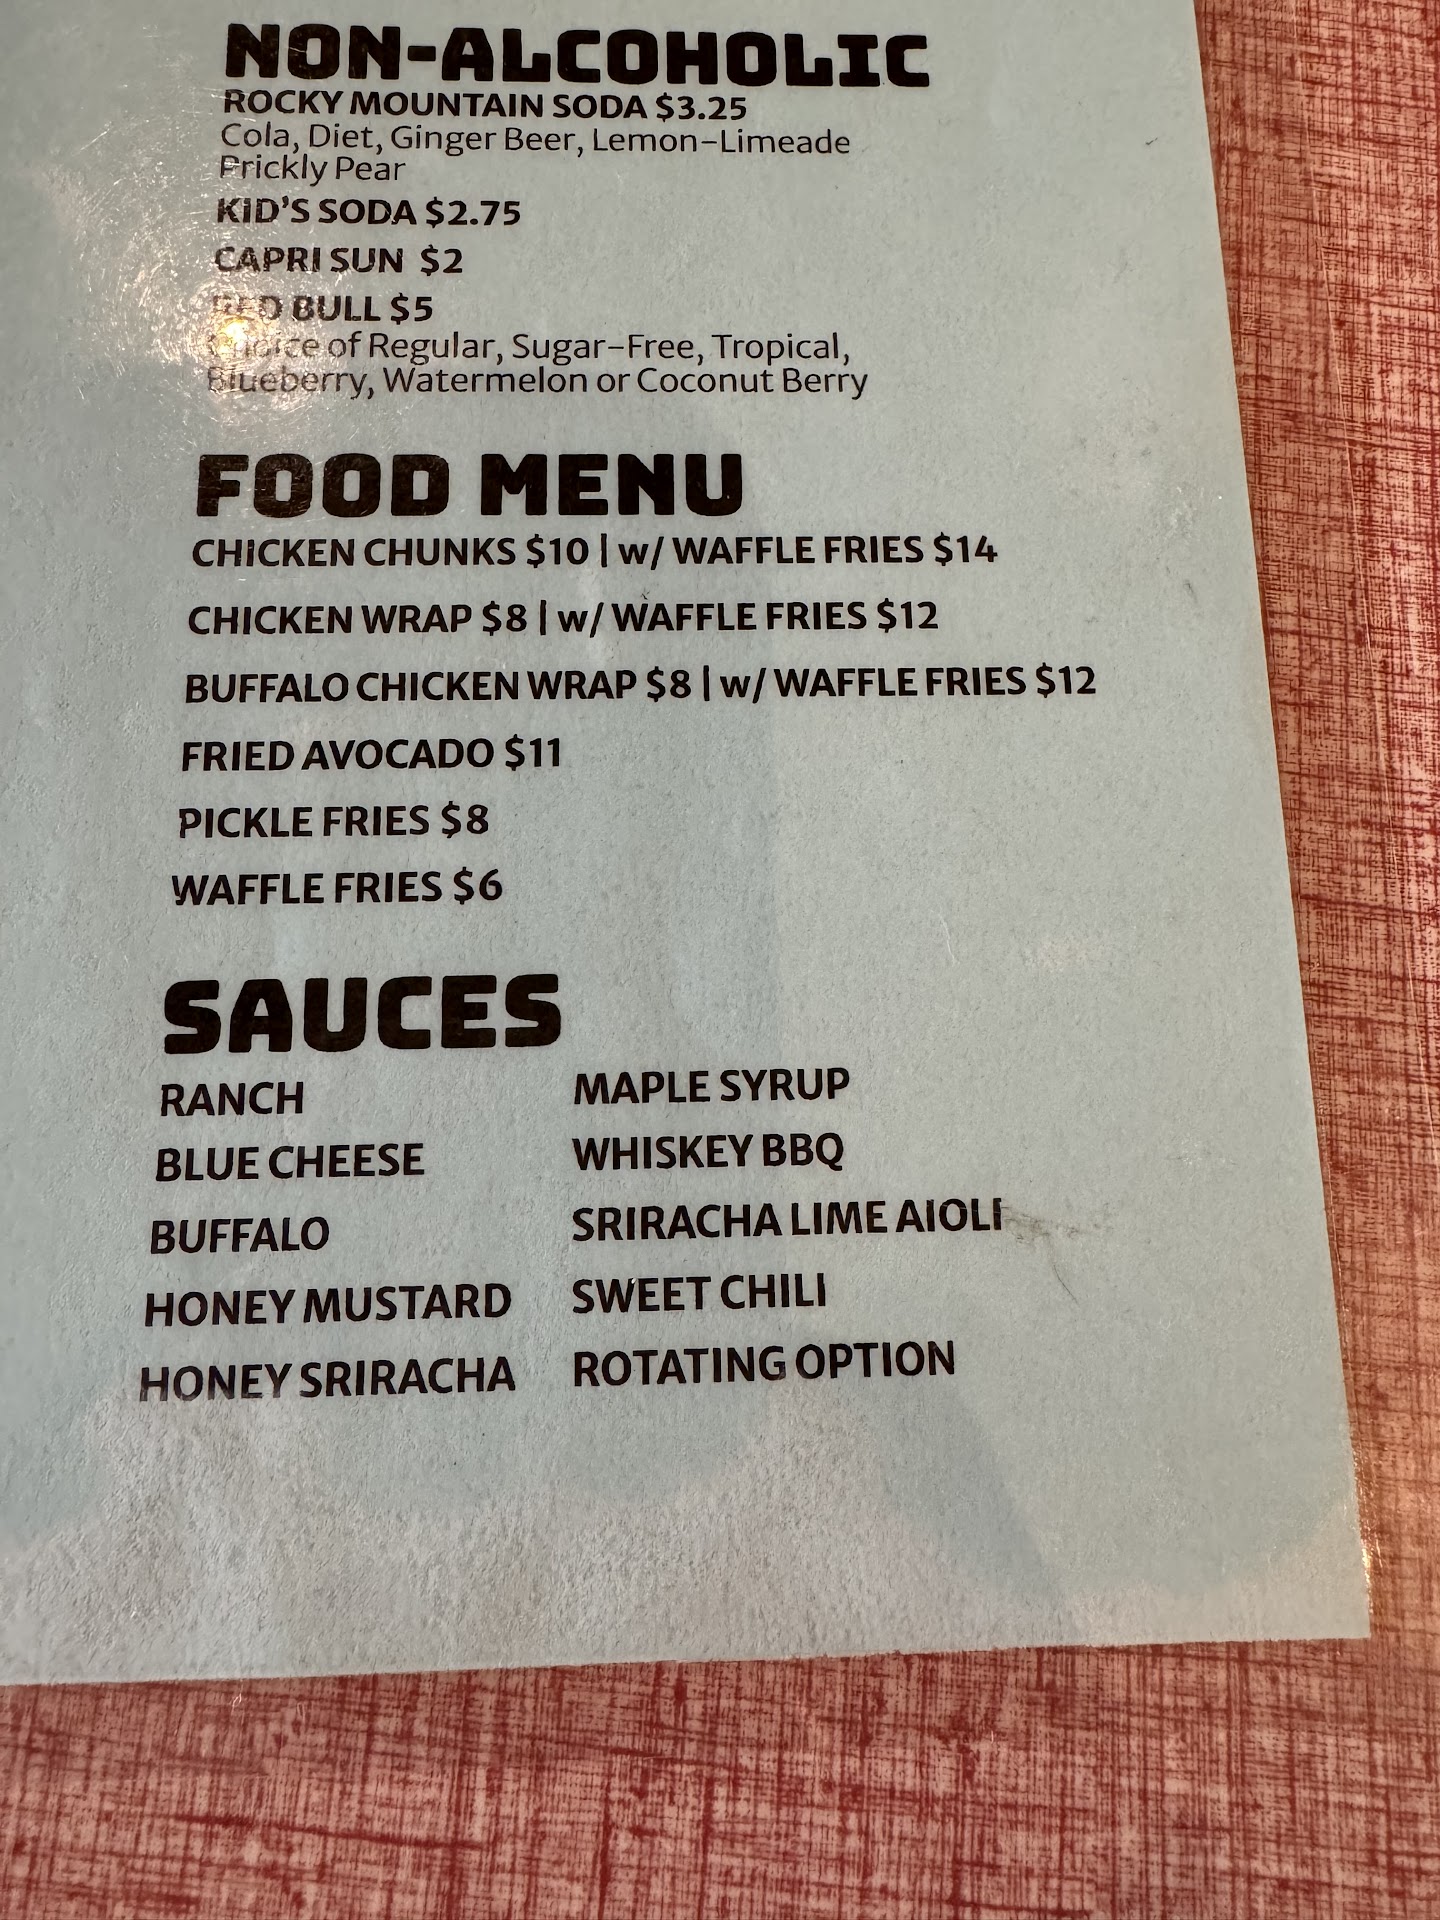 NON-ALCOHOLIC
ROCKY MOUNTAIN SODA $3.25
Cola, Diet, Ginger Beer, Lemon-Limeade
Prickly Pear
KID'S SODA $2.75
CAPRI SUN $2
RED BULL $5
Choice of Regular, Sugar-Free, Tropical,
Blueberry, Watermelon or Coconut Berry
FOOD MENU
CHICKEN CHUNKS $10 | w/ WAFFLE FRIES $14
CHICKEN WRAP $8 | w/ WAFFLE FRIES $12
BUFFALO CHICKEN WRAP $8 | w/ WAFFLE FRIES $12
FRIED AVOCADO $11
PICKLE FRIES $8
WAFFLE FRIES $6
SAUCES
RANCH
BLUE CHEESE
BUFFALO
HONEY MUSTARD
HONEY SRIRACHA
MAPLE SYRUP
WHISKEY BBQ
SRIRACHA LIME AIOLI
SWEET CHILI
ROTATING OPTION